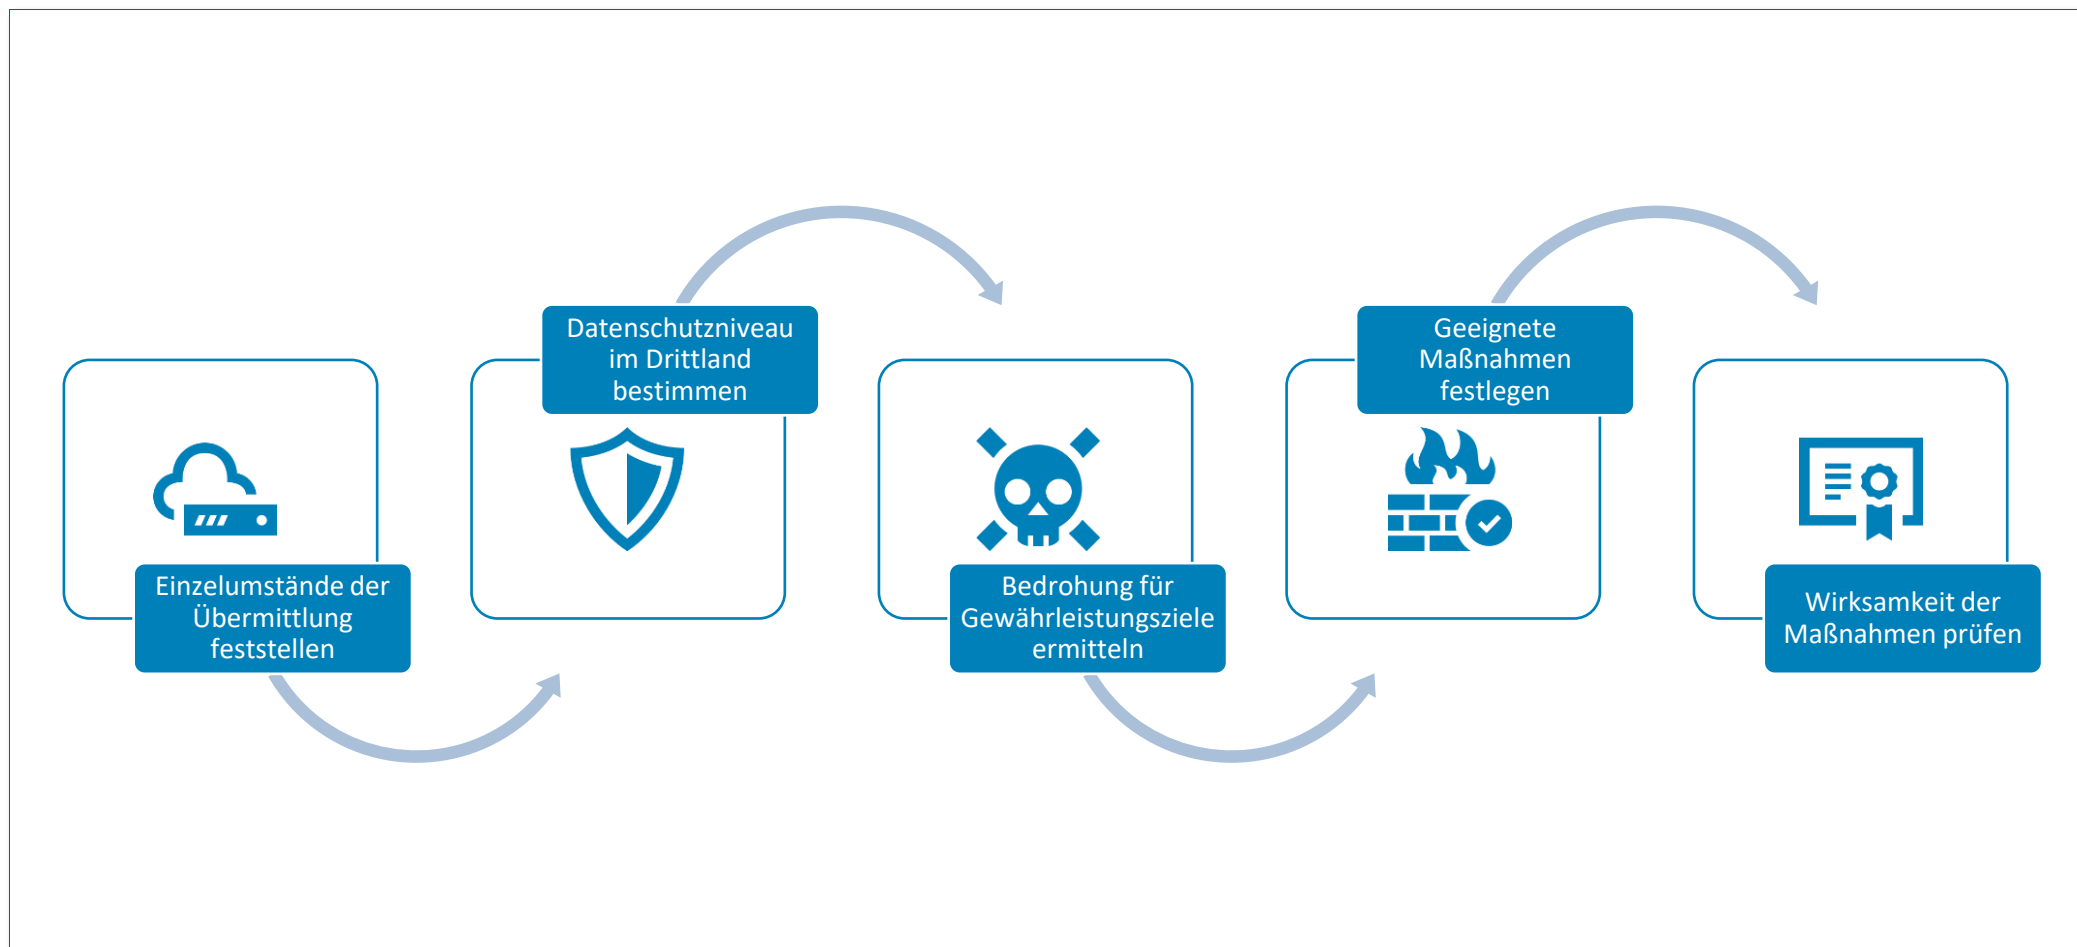 Einzelumstände der
Übermittlung
feststellen
Datenschutzniveau
im Drittland
bestimmen
Bedrohung für
Gewährleistungsziele
ermitteln
Geeignete
Maßnahmen
festlegen
Wirksamkeit der
Maßnahmen prüfen